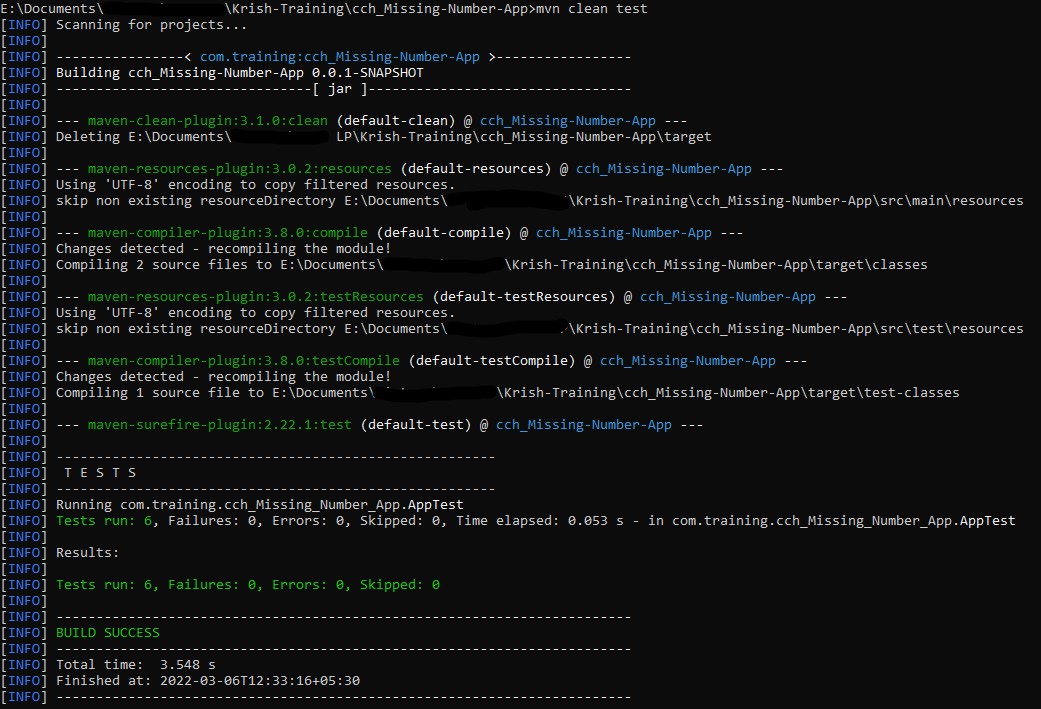 E:\Documents\ \Krish-Training\cch_Missing-Number-App>mvn clean test
[INFO] Scanning for projects...
[INFO]
[INFO] ----------------< com.training:cch_Missing-Number-App >-----------------
[INFO] Building cch_Missing-Number-App 0.0.1-SNAPSHOT
[INFO] --------------------------------[ jar ]---------------------------------
[INFO]
[INFO] --- maven-clean-plugin:3.1.0:clean (default-clean) @ cch_Missing-Number-App ---
[INFO] Deleting E:\Documents\ LP\Krish-Training\cch_Missing-Number-App\target
[INFO]
[INFO] --- maven-resources-plugin:3.0.2:resources (default-resources) @ cch_Missing-Number-App ---
[INFO] Using 'UTF-8' encoding to copy filtered resources.
[INFO] skip non existing resourceDirectory E:\Documents\ \Krish-Training\cch_Missing-Number-App\src\main\resources
[INFO]
[INFO] --- maven-compiler-plugin:3.8.0:compile (default-compile) @ cch_Missing-Number-App ---
[INFO] Changes detected - recompiling the module!
[INFO] Compiling 2 source files to E:\Documents\ \Krish-Training\cch_Missing-Number-App\target\classes
[INFO]
[INFO] --- maven-resources-plugin:3.0.2:testResources (default-testResources) @ cch_Missing-Number-App ---
[INFO] Using 'UTF-8' encoding to copy filtered resources.
[INFO] skip non existing resourceDirectory E:\Documents\ \Krish-Training\cch_Missing-Number-App\src\test\resources
[INFO]
[INFO] --- maven-compiler-plugin:3.8.0:testCompile (default-testCompile) @ cch_Missing-Number-App ---
[INFO] Changes detected - recompiling the module!
[INFO] Compiling 1 source file to E:\Documents\ \Krish-Training\cch_Missing-Number-App\target\test-classes
[INFO]
[INFO] --- maven-surefire-plugin:2.22.1:test (default-test) @ cch_Missing-Number-App ---
[INFO]
[INFO] -------------------------------------------------------
[INFO]  T E S T S
[INFO] -------------------------------------------------------
[INFO] Running com.training.cch_Missing_Number_App.AppTest
[INFO] Tests run: 6, Failures: 0, Errors: 0, Skipped: 0, Time elapsed: 0.053 s - in com.training.cch_Missing_Number_App.AppTest
[INFO]
[INFO] Results:
[INFO]
[INFO] Tests run: 6, Failures: 0, Errors: 0, Skipped: 0
[INFO]
[INFO] ------------------------------------------------------------------------
[INFO] BUILD SUCCESS
[INFO] ------------------------------------------------------------------------
[INFO] Total time:  3.548 s
[INFO] Finished at: 2022-03-06T12:33:16+05:30
[INFO] ------------------------------------------------------------------------